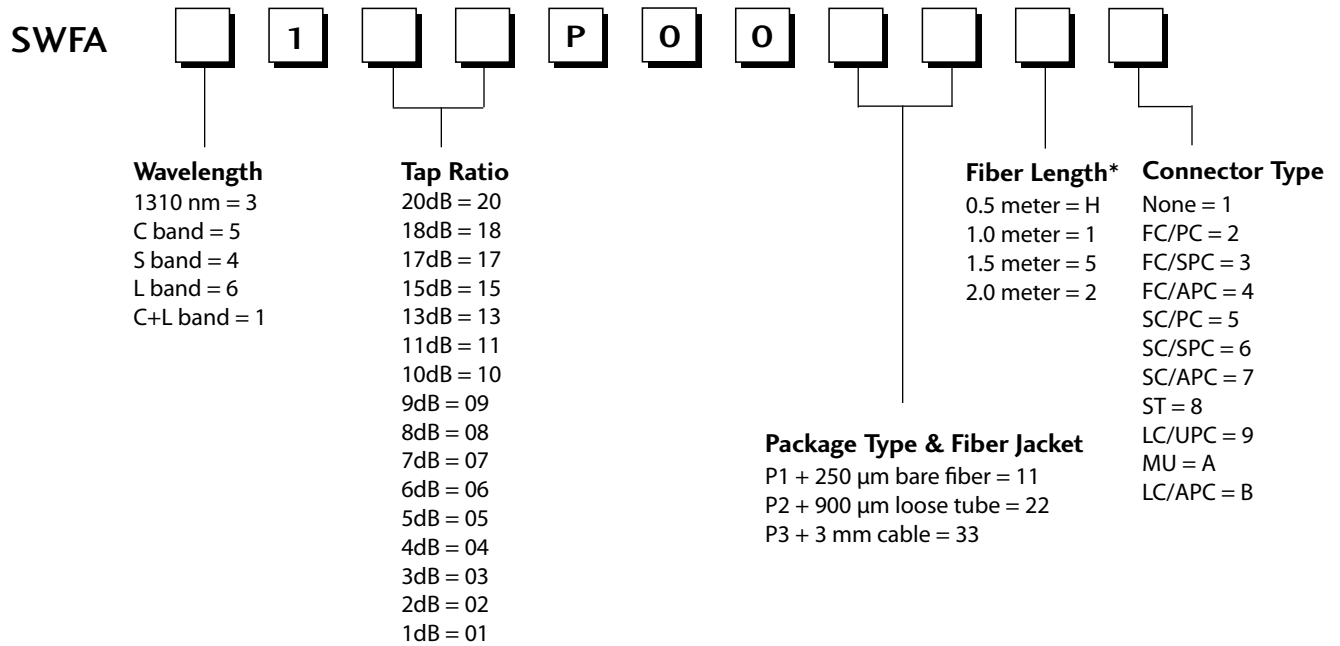 SWFA 1 P 0 0
Wavelength
1310 nm = 3
C band = 5
S band = 4
L band = 6
C+L band = 1
Tap Ratio
20dB = 20
18dB = 18
17dB = 17
15dB = 15
13dB = 13
11dB = 11
10dB = 10
9dB = 09
8dB = 08
7dB = 07
6dB = 06
5dB = 05
4dB = 04
3dB = 03
2dB = 02
1dB = 01
Package Type & Fiber Jacket
P1 + 250 µm bare fiber = 11
P2 + 900 µm loose tube = 22
P3 + 3 mm cable = 33
Fiber Length*
0.5 meter = H
1.0 meter = 1
1.5 meter = 5
2.0 meter = 2
Connector Type
None = 1
FC/PC = 2
FC/SPC = 3
FC/APC = 4
SC/PC = 5
SC/SPC = 6
SC/APC = 7
ST = 8
LC/UPC = 9
MU = A
LC/APC = B